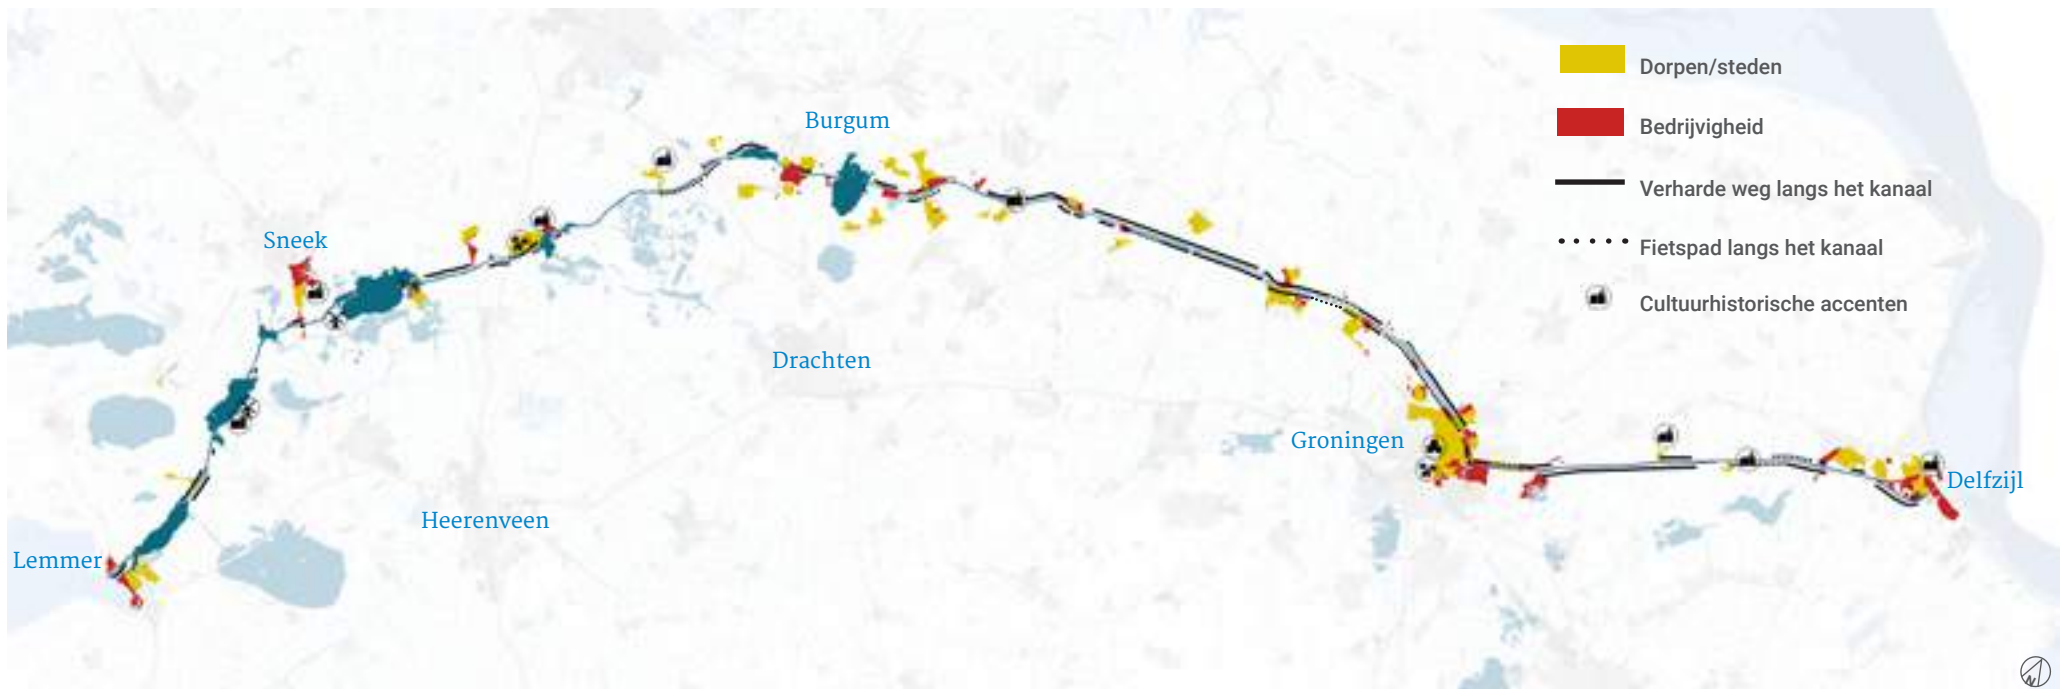 Dorpen/steden
Burgum
Bedrijvigheid
Verharde weg langs het kanaal
Sneek
Fietspad langs het kanaal
Cultuurhistorische accenten
Drachten
Groningen
Delfzijl
Heerenveen
Lemmer
N